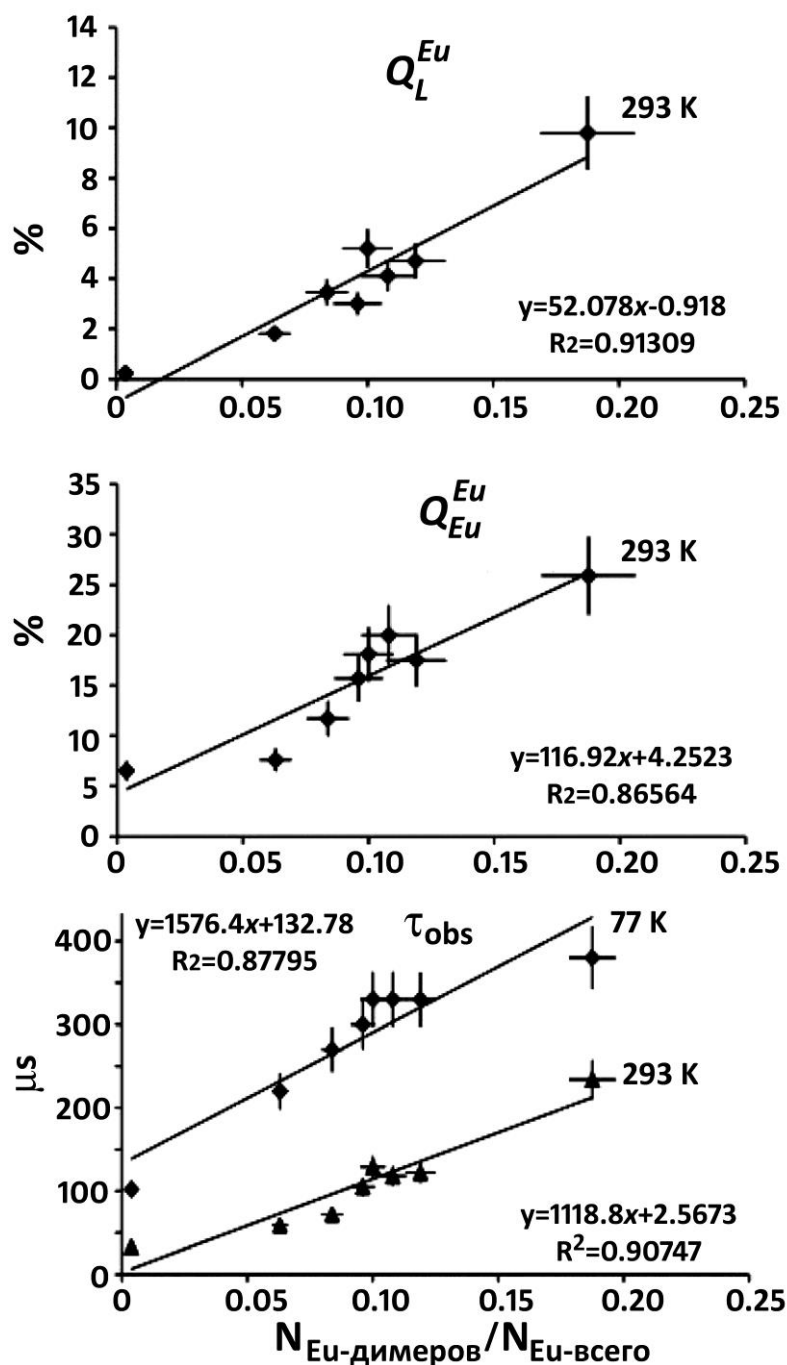 Q_L^Eu
14
12
10
8
6
4
2
0
%
293 K
y=52.078x-0.918
R2=0.91309
0 0.05 0.10 0.15 0.20 0.25
Q_Eu^Eu
35
30
25
20
15
10
5
0
%
293 K
y=116.92x+4.2523
R2=0.86564
0 0.05 0.10 0.15 0.20 0.25
y=1576.4x+132.78
R2=0.87795
τobs
77 K
400
300
200
100
0
μs
293 K
y=1118.8x+2.5673
R²=0.90747
0 0.05 0.10 0.15 0.20 0.25
NEu-димеров/NEu-всего